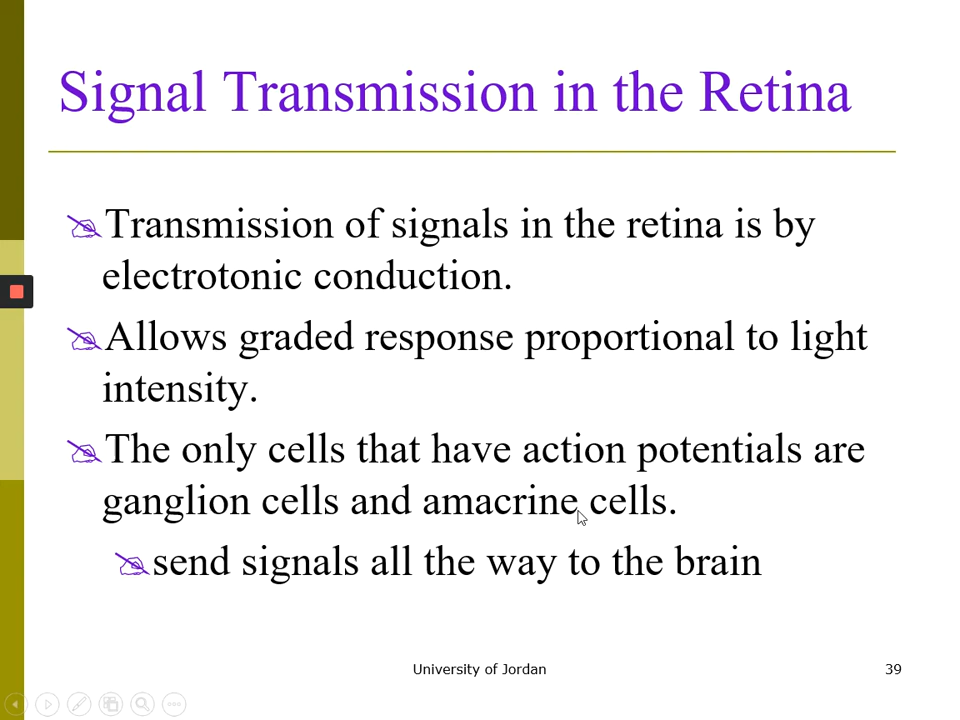 Signal Transmission in the Retina
Transmission of signals in the retina is by
electrotonic conduction.
Allows graded response proportional to light
intensity.
The only cells that have action potentials are
ganglion cells and amacrine cells.
send signals all the way to the brain
University of Jordan
39